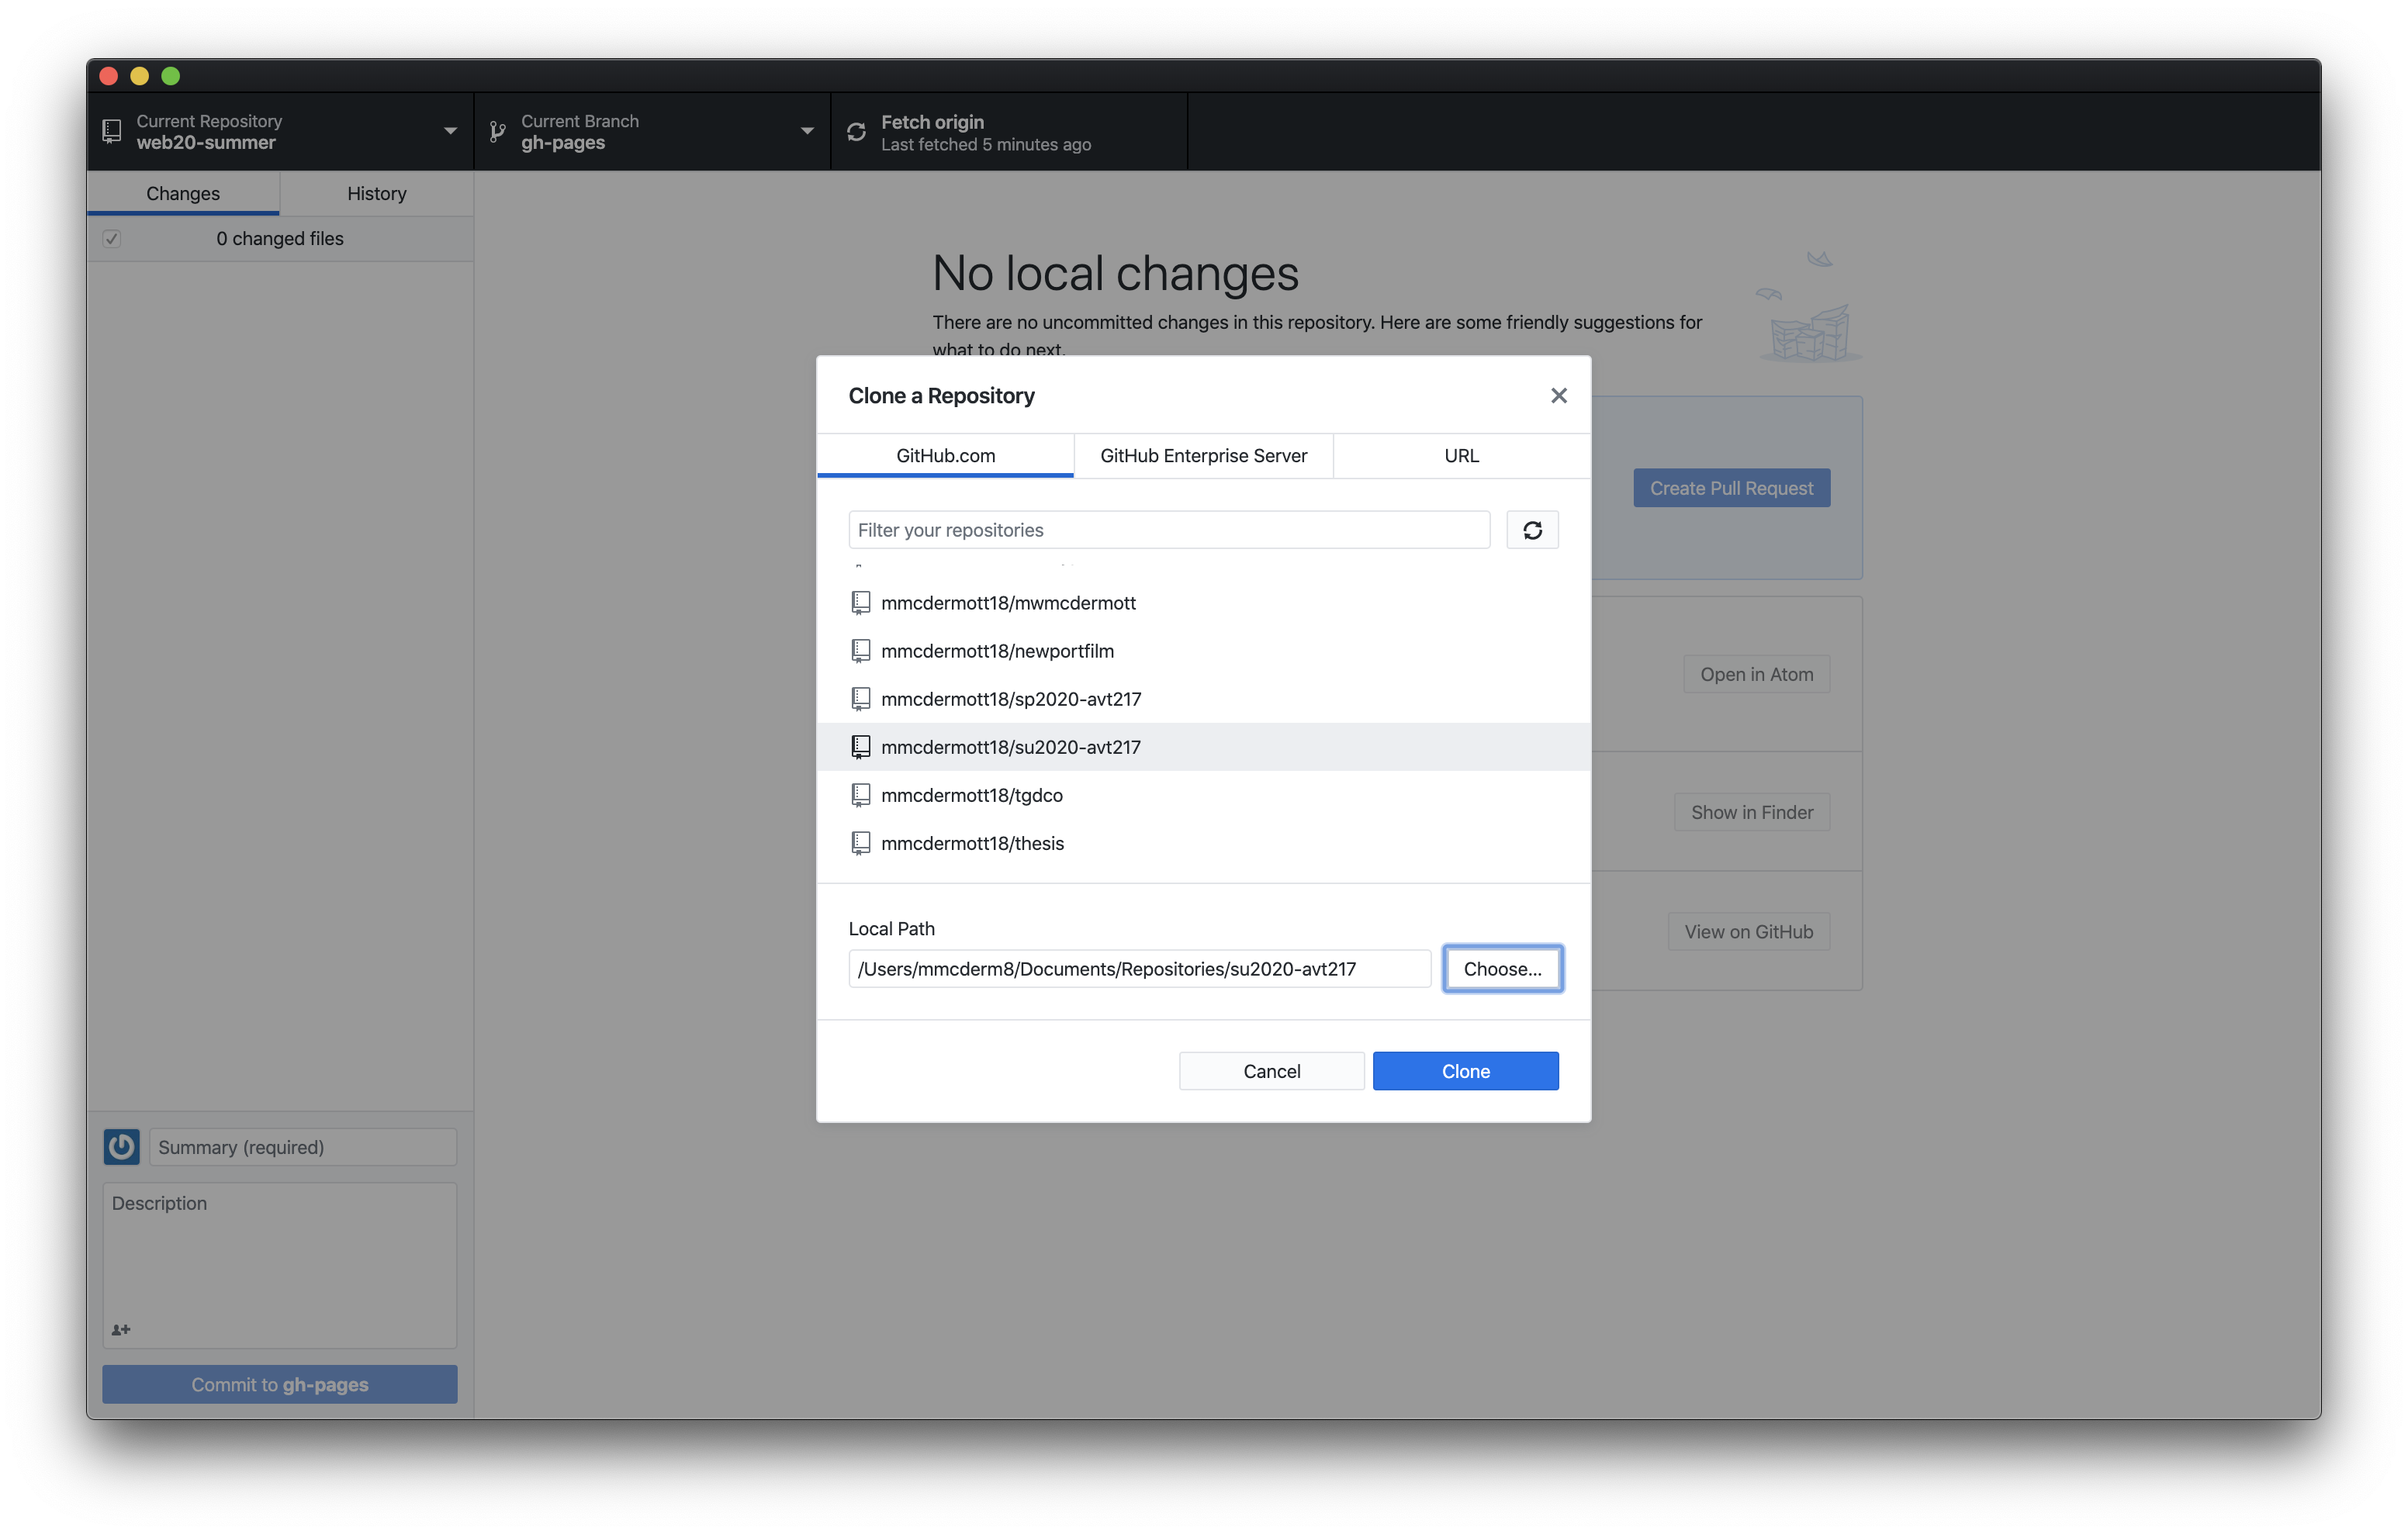 Current Repository
web20-summer
Current Branch
gh-pages
Fetch origin
Last fetched 5 minutes ago
Changes
History
0 changed files
No local changes
There are no uncommitted changes in this repository. Here are some friendly suggestions for
what to do next.
Clone a Repository
GitHub.com
GitHub Enterprise Server
URL
Create Pull Request
Filter your repositories
mmcdermott18/mwmcdermott
mmcdermott18/newportfilm
Open in Atom
mmcdermott18/sp2020-avt217
mmcdermott18/su2020-avt217
mmcdermott18/tgdco
Show in Finder
mmcdermott18/thesis
Local Path
View on GitHub
/Users/mmcderm8/Documents/Repositories/su2020-avt217
Choose...
Cancel
Clone
Summary (required)
Description
Commit to gh-pages